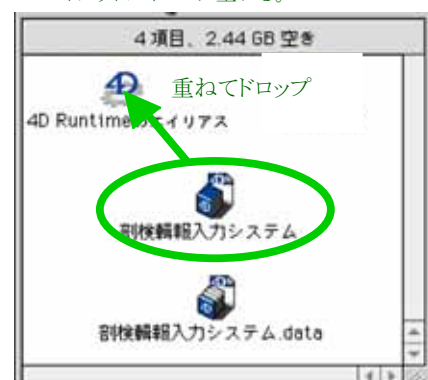 4項目、2.44 GB 空き
重ねてドロップ
4D Runtime
エイリアス
剖検輯報入力システム
剖検輯報入力システム.data